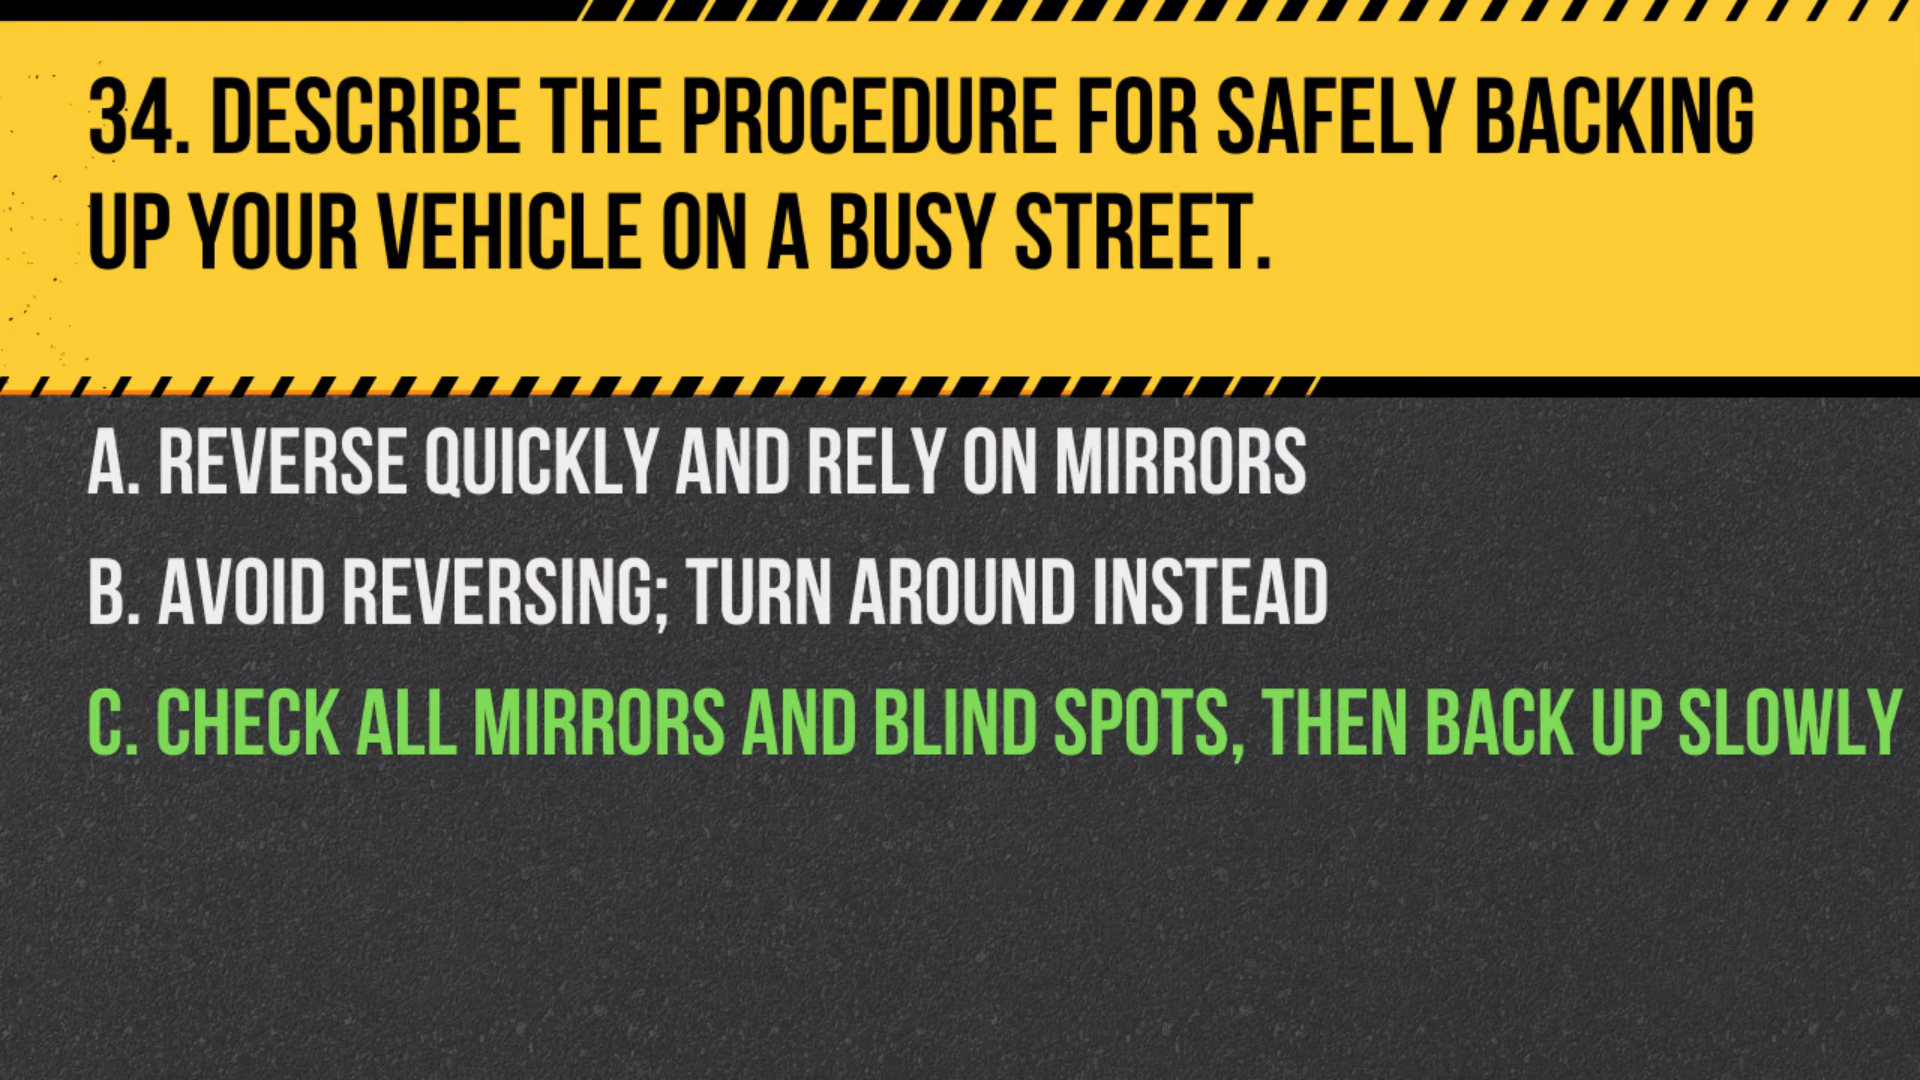 34. DESCRIBE THE PROCEDURE FOR SAFELY BACKING
UP YOUR VEHICLE ON A BUSY STREET.
A. REVERSE QUICKLY AND RELY ON MIRRORS
B. AVOID REVERSING; TURN AROUND INSTEAD
C. CHECK ALL MIRRORS AND BLIND SPOTS, THEN BACK UP SLOWLY